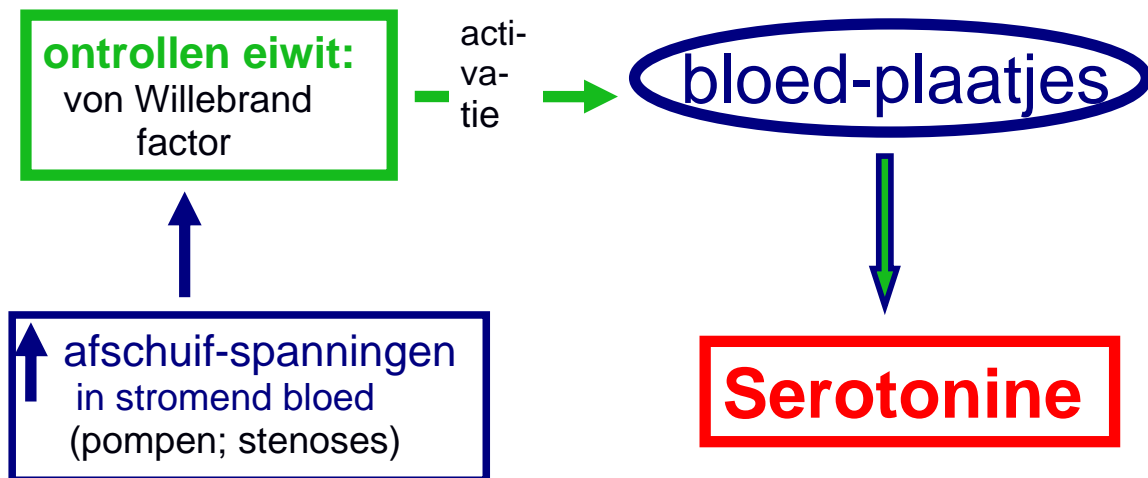 ontrollen eiwit:
von Willebrand
factor
acti-
va-
tie
bloed-plaatjes
afschuif-spanningen
in stromend bloed
(pompen; stenoses)
Serotonine